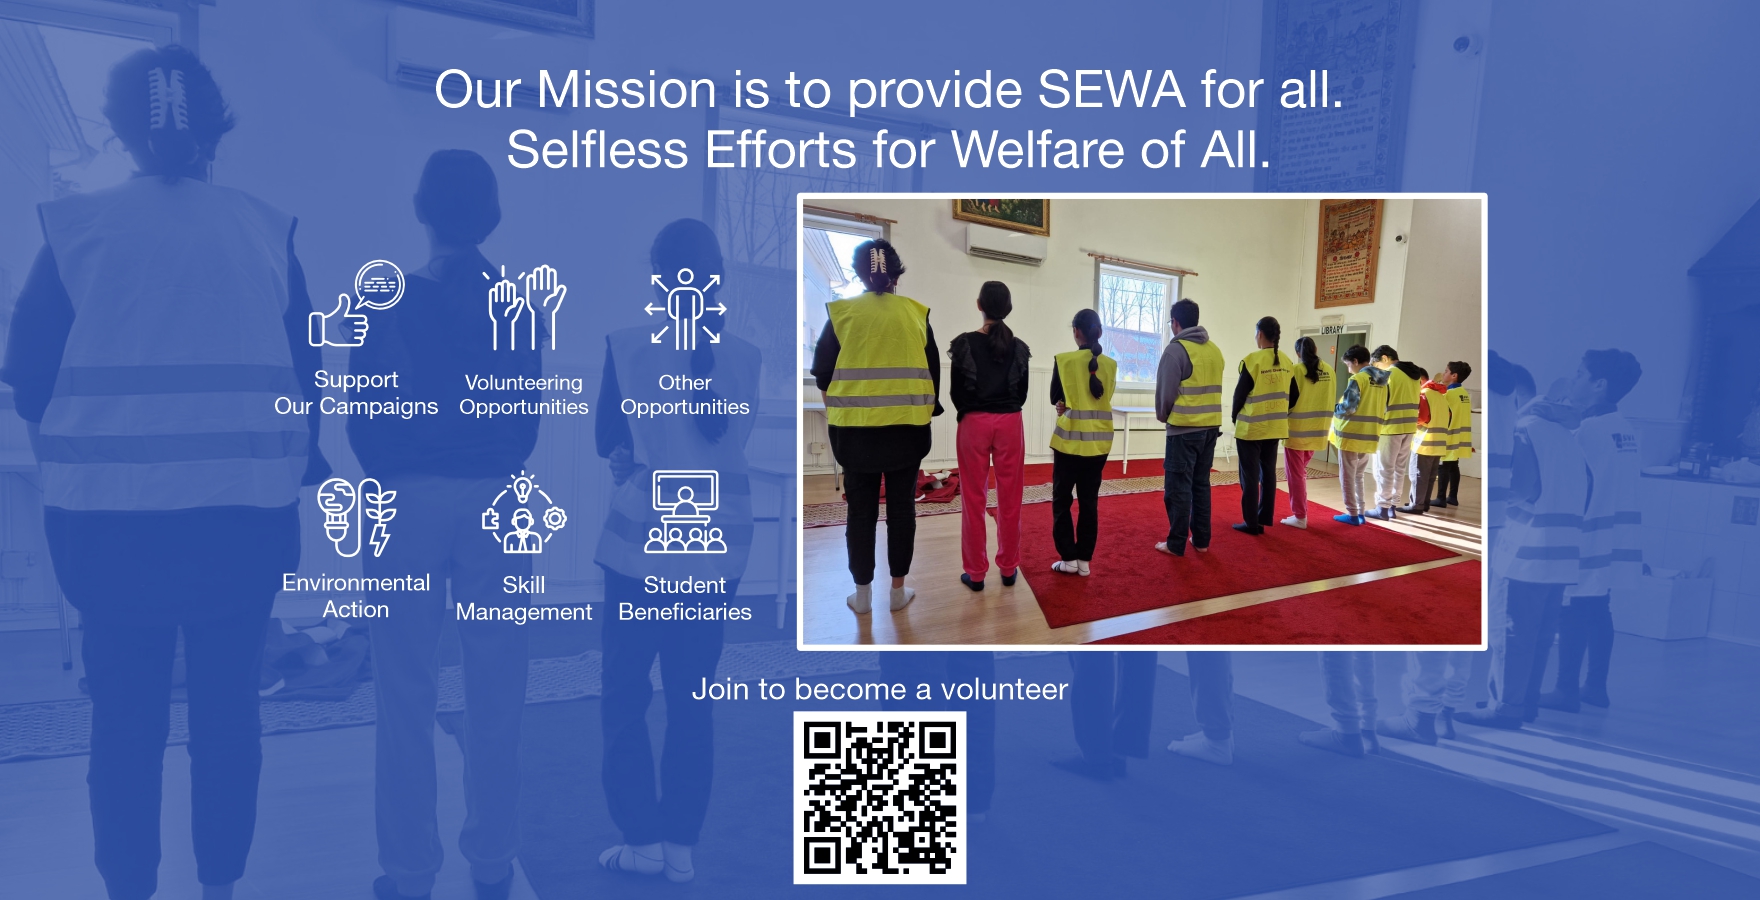 Our Mission is to provide SEWA for all.
Selfless Efforts for Welfare of All.
Support
Our Campaigns
Volunteering
Opportunities
Other
Opportunities
Environmental
Action
Skill
Management
Student
Beneficiaries
LIBRARY
Join to become a volunteer